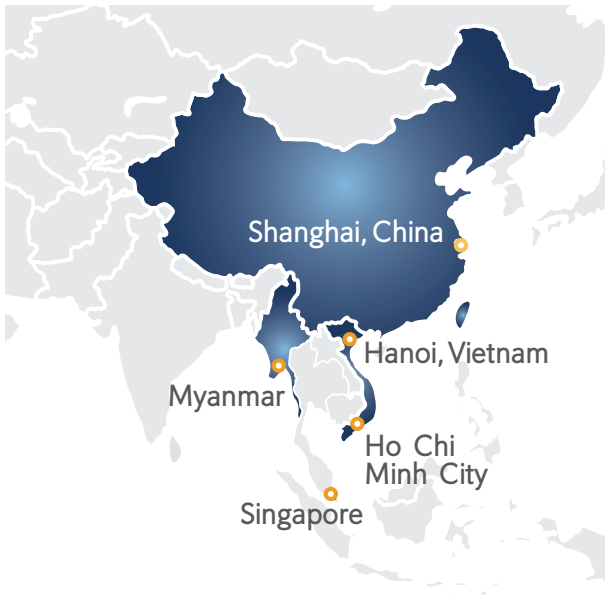 Shanghai, China
Hanoi, Vietnam
Myanmar
Ho Chi
Minh City
Singapore